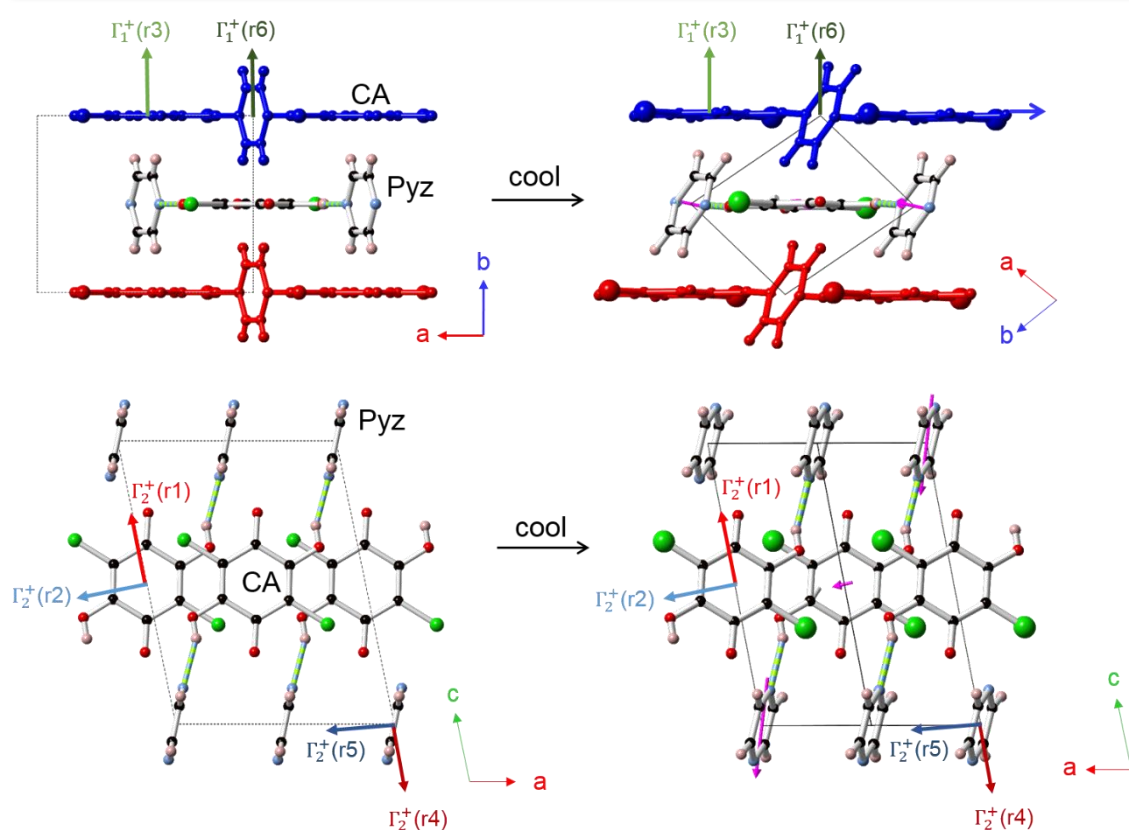 Γ₁⁺(r3)
Γ₁⁺(r6)
CA
Pyz
b
a
cool
Γ₁⁺(r3)
Γ₁⁺(r6)
a
b
Pyz
Γ₂⁺(r1)
Γ₂⁺(r2)
CA
Γ₂⁺(r5)
Γ₂⁺(r4)
c
a
cool
Γ₂⁺(r1)
Γ₂⁺(r2)
Γ₂⁺(r5)
Γ₂⁺(r4)
c
a